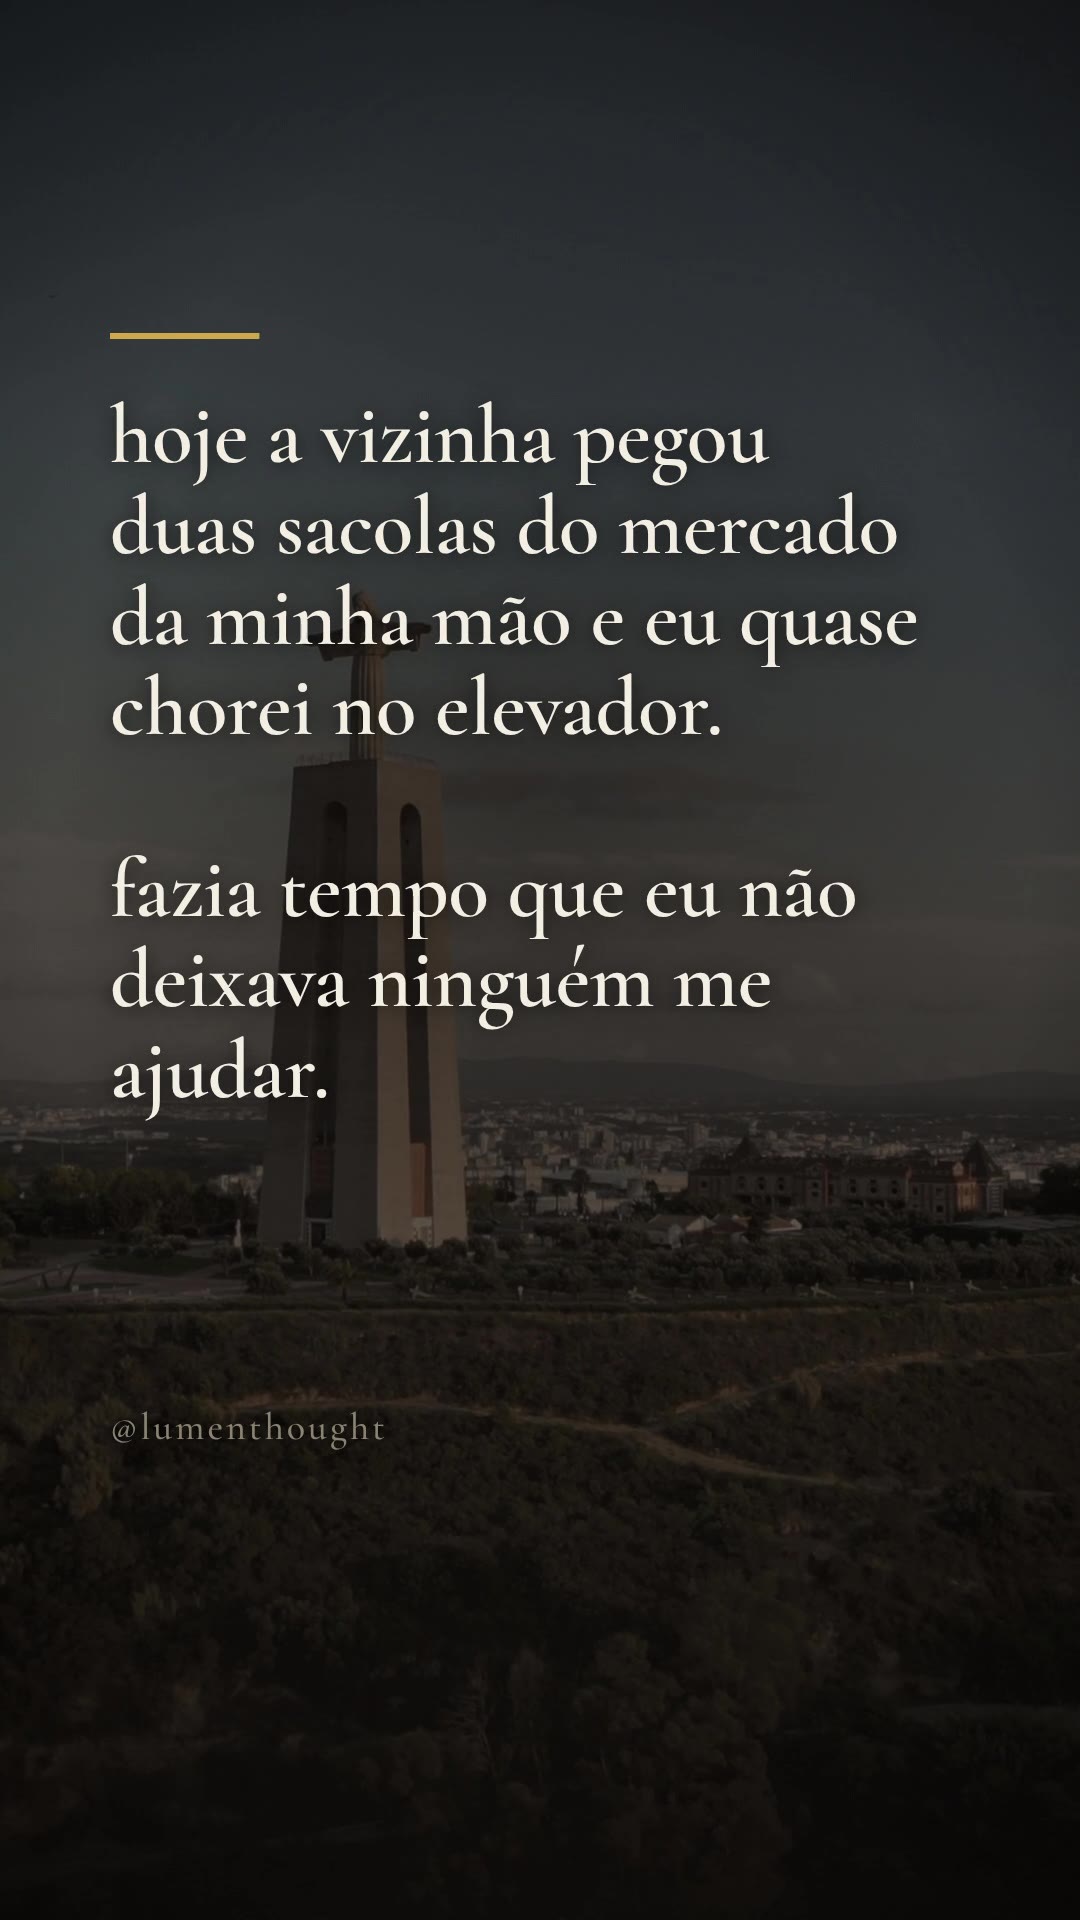 hoje a vizinha pegou
duas sacolas do mercado
da minha mão e eu quase
chorei no elevador.
fazia tempo que eu não
deixava ninguém me
ajudar.
@lumenthought